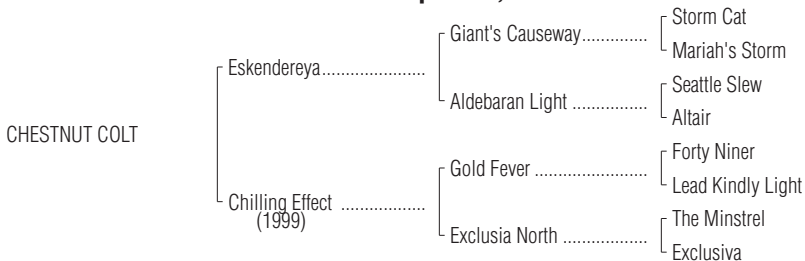 Storm Cat
Giant's Causeway..............
Mariah's Storm
Eskendereya......................
Seattle Slew
Aldebaran Light ................
Altair
CHESTNUT COLT
Forty Niner
Gold Fever ........................
Lead Kindly Light
Chilling Effect ..................
(1999)
The Minstrel
Exclusia North ..................
Exclusiva